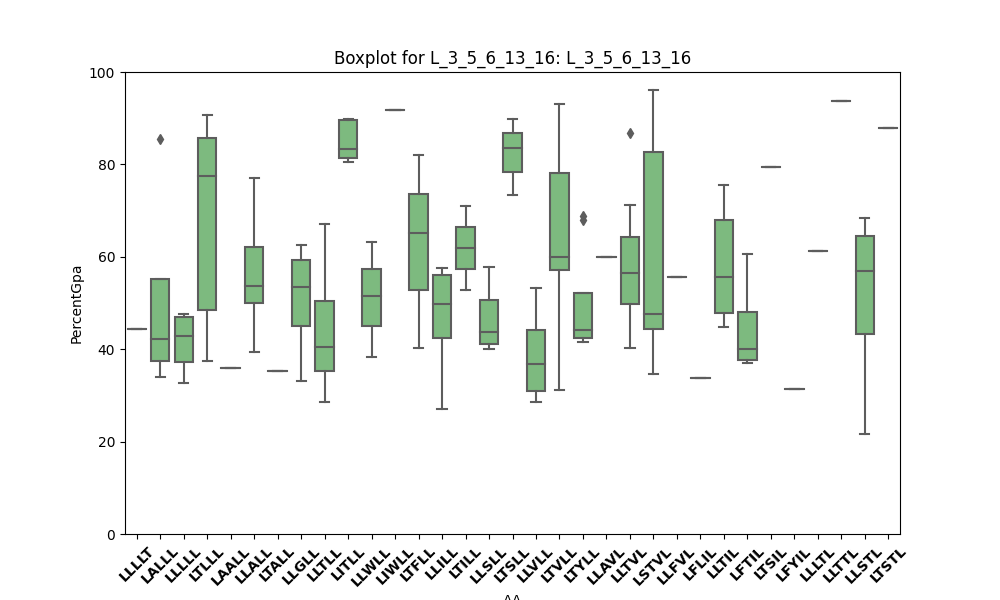 Boxplot for L_3_5_6_13_16: L_3_5_6_13_16
100
80
60
40
20
0
PercentGpa
LLLLT
LALLL
LLLLL
LTLLL
LAALL
LLALL
LTALL
LLGLL
LLTLL
LITLL
LLWLL
LIWLL
LTFLL
LLILL
LTILL
LLSLL
LTSLL
LLVLL
LTVLL
LTYLL
LLAVL
LLTVL
LSTVL
LLFVL
LFLIL
LLTIL
LFTIL
LTSIL
LFYIL
LLLTL
LLTTL
LLSTL
LTSTL
AA